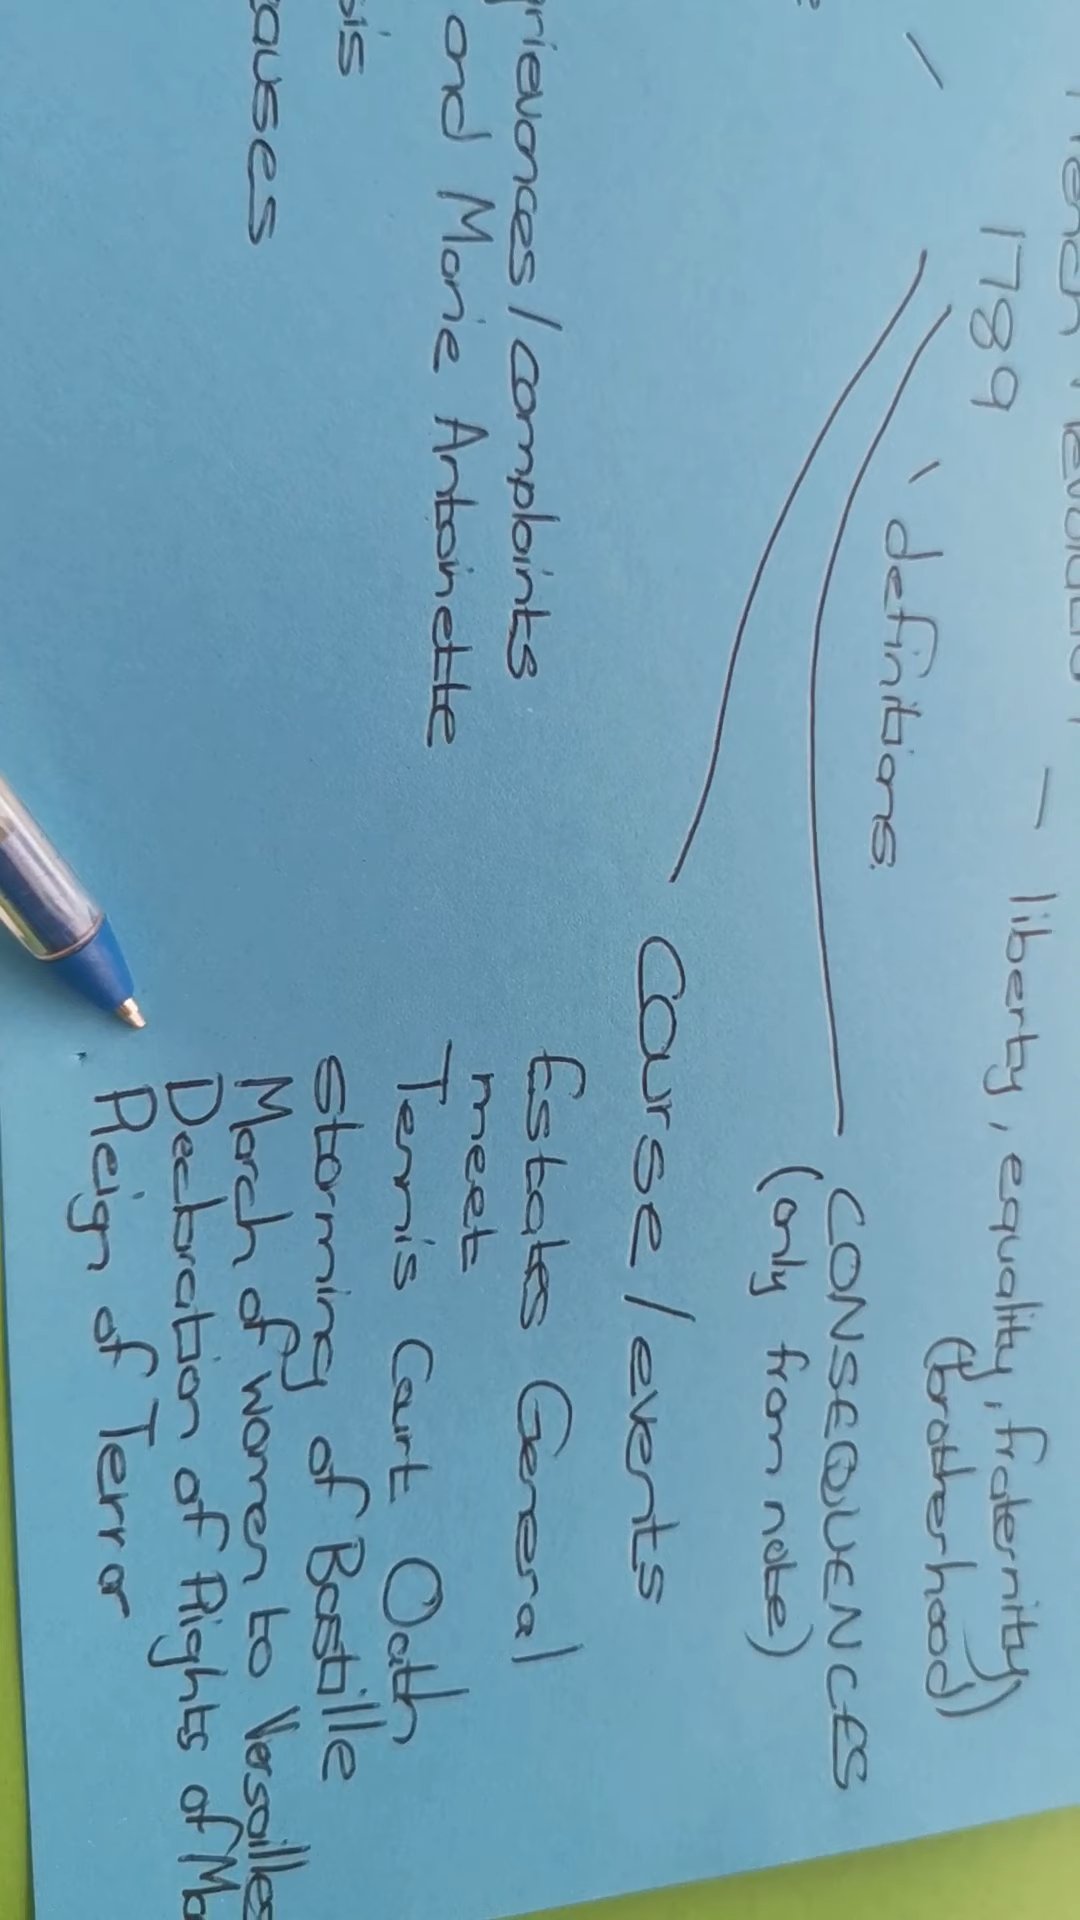 1789 – liberty, equality, fraternity
(brotherhood)
definitions
CONSEQUENCES
(only from note)
Course / events
Estates General
meet
Tennis Court Oath
Storming of Bastille
March of women to Versailles
Declaration of Rights of
Reign of Terror
grievances / complaints
and Marie Antoinette